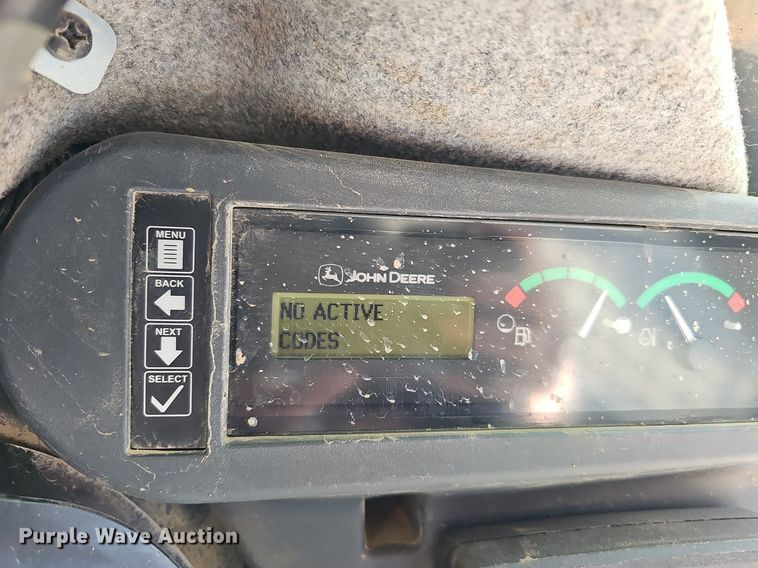 MENU
BACK
NEXT
SELECT
JOHN DEERE
NO ACTIVE
CODES
Purple Wave Auction